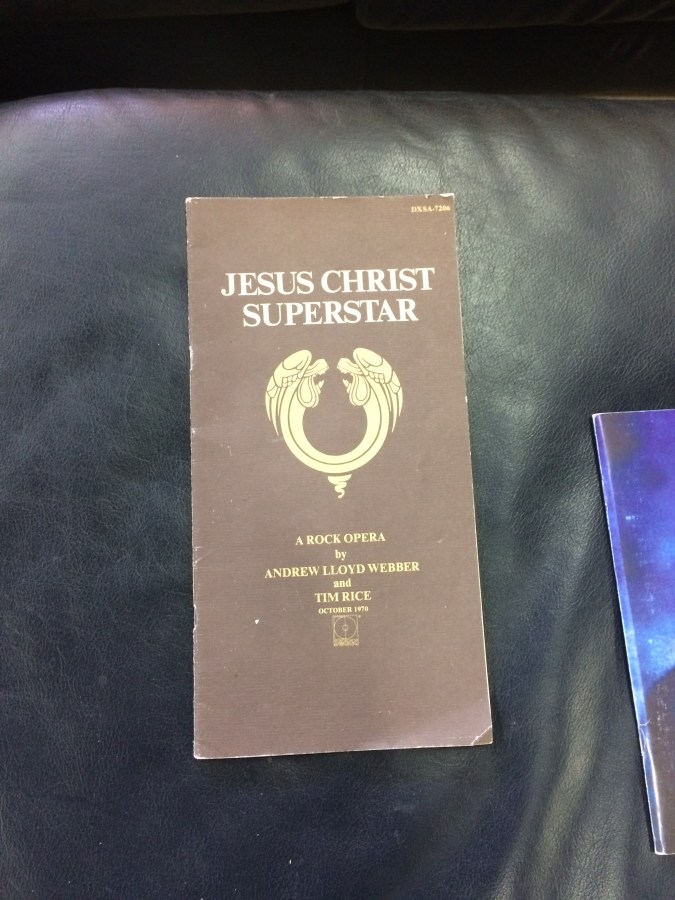 DXSA-7206
JESUS CHRIST
SUPERSTAR
A ROCK OPERA
by
ANDREW LLOYD WEBBER
and
TIM RICE
OCTOBER 1970